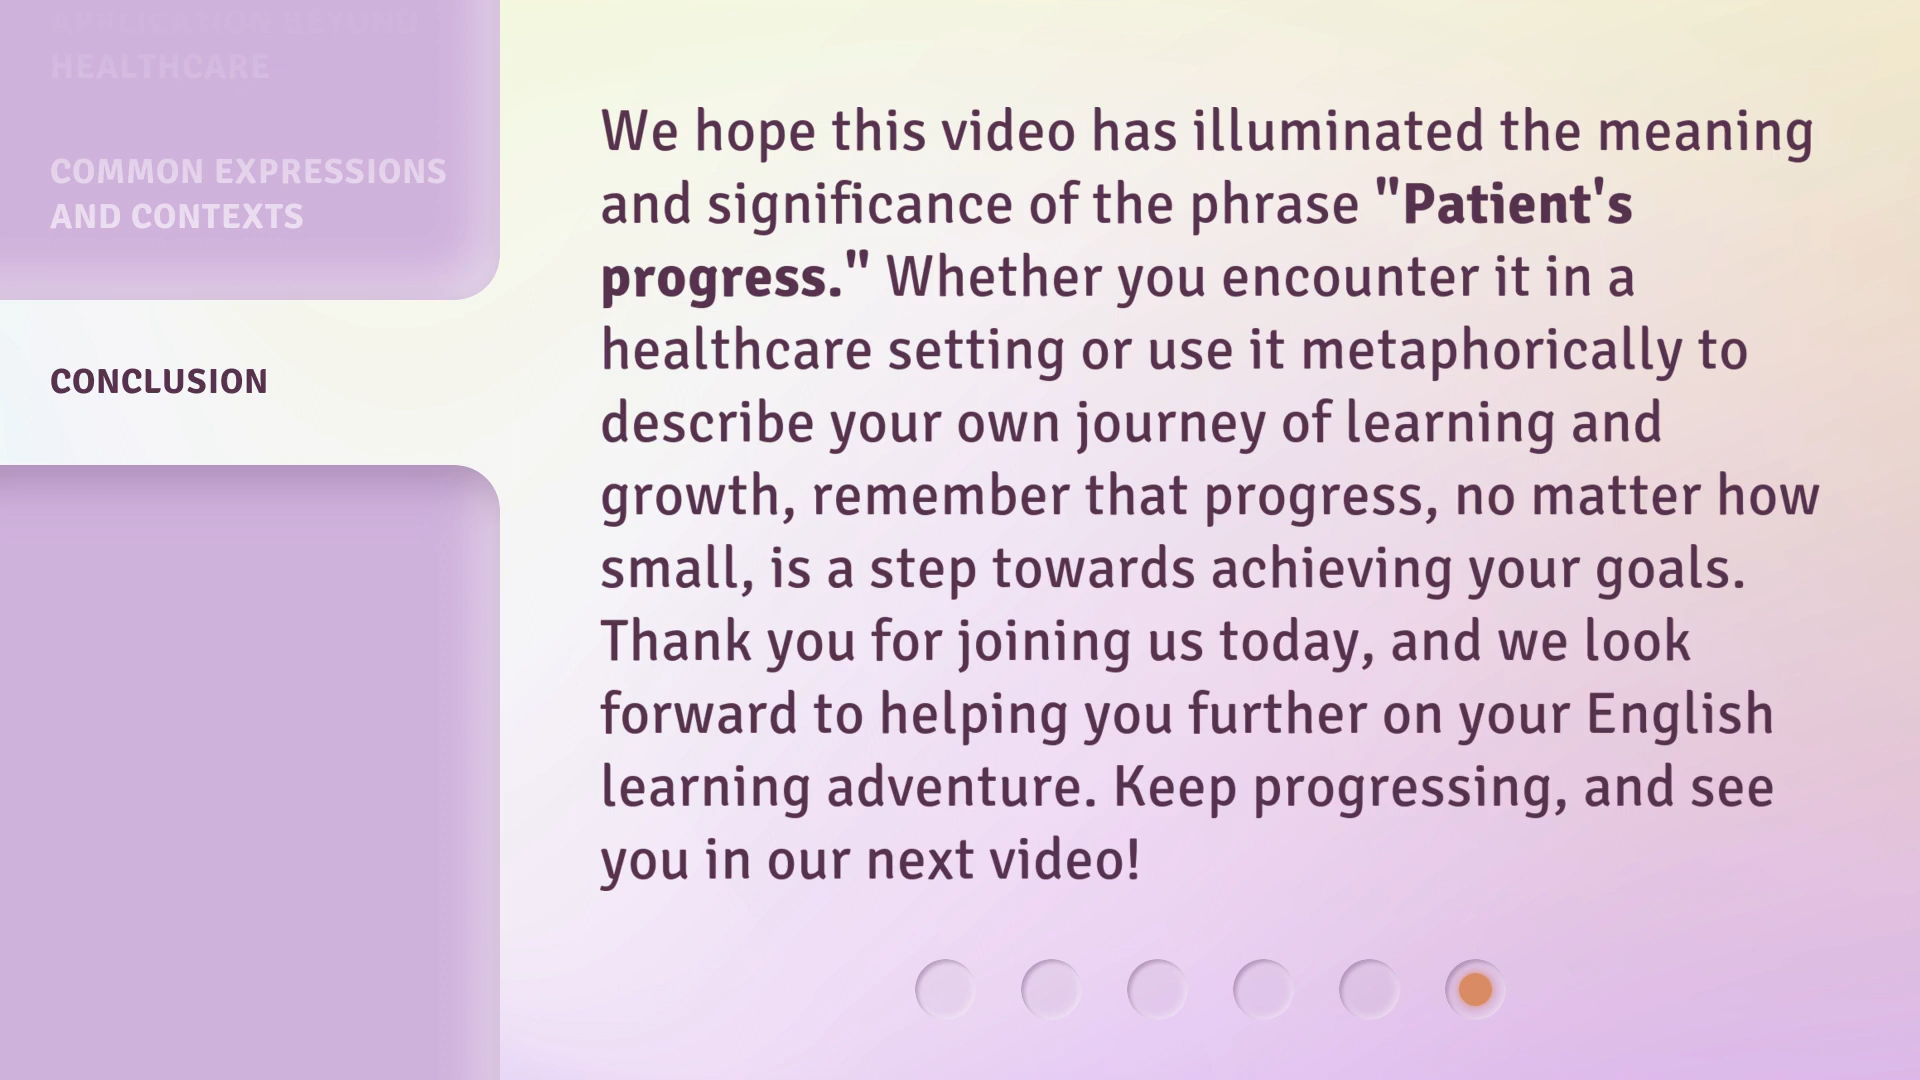 APPLICATION BEYOND
HEALTHCARE
COMMON EXPRESSIONS
AND CONTEXTS
CONCLUSION
We hope this video has illuminated the meaning
and significance of the phrase "Patient's
progress." Whether you encounter it in a
healthcare setting or use it metaphorically to
describe your own journey of learning and
growth, remember that progress, no matter how
small, is a step towards achieving your goals.
Thank you for joining us today, and we look
forward to helping you further on your English
learning adventure. Keep progressing, and see
you in our next video!